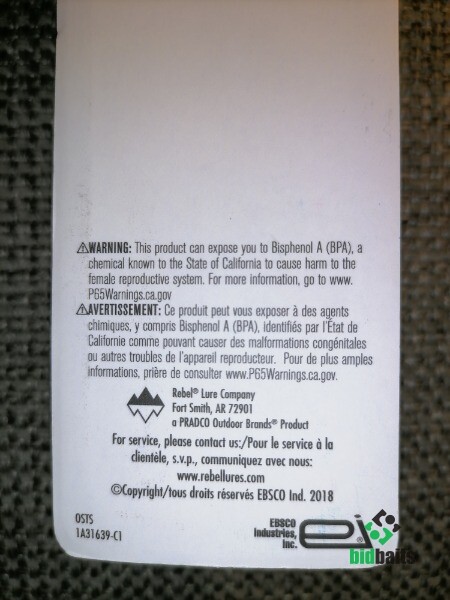 ⚠WARNING: This product can expose you to Bisphenol A (BPA), a
chemical known to the State of California to cause harm to the
female reproductive system. For more information, go to www.
P65Warnings.ca.gov
⚠AVERTISSEMENT: Ce produit peut vous exposer à des agents
chimiques, y compris Bisphenol A (BPA), identifiés par l'État de
Californie comme pouvant causer des malformations congénitales
ou autres troubles de l'appareil reproducteur. Pour de plus amples
informations, prière de consulter www.P65Warnings.ca.gov.
Rebel® Lure Company
Fort Smith, AR 72901
a PRADCO Outdoor Brands® Product
For service, please contact us:/Pour le service à la
clientèle, s.v.p., communiquez avec nous:
www.rebellures.com
©Copyright/tous droits réservés EBSCO Ind. 2018
OSTS
1A31639-C1
EBSCO
Industries,
Inc.
ei
bidbaits